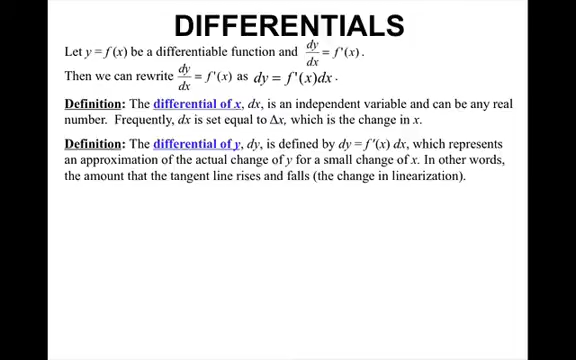 DIFFERENTIALS
Let y = f (x) be a differentiable function and dy/dx = f '(x) .
Then we can rewrite dy/dx = f '(x) as dy = f '(x)dx .
Definition: The differential of x, dx, is an independent variable and can be any real
number. Frequently, dx is set equal to Δx, which is the change in x.
Definition: The differential of y, dy, is defined by dy = f '(x) dx, which represents
an approximation of the actual change of y for a small change of x. In other words,
the amount that the tangent line rises and falls (the change in linearization).